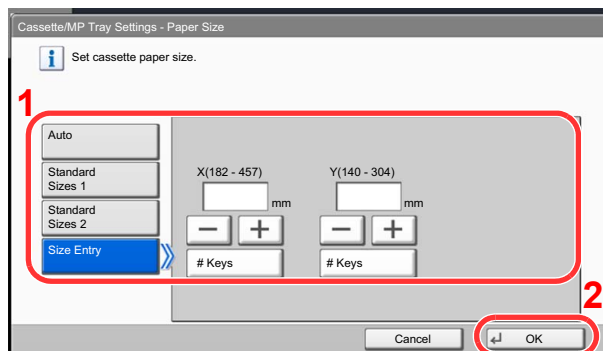 Cassette/MP Tray Settings - Paper Size
i Set cassette paper size.
1
Auto
Standard
Sizes 1
Standard
Sizes 2
Size Entry
X(182 - 457)
mm
− +
# Keys
Y(140 - 304)
mm
− +
# Keys
2
Cancel
OK